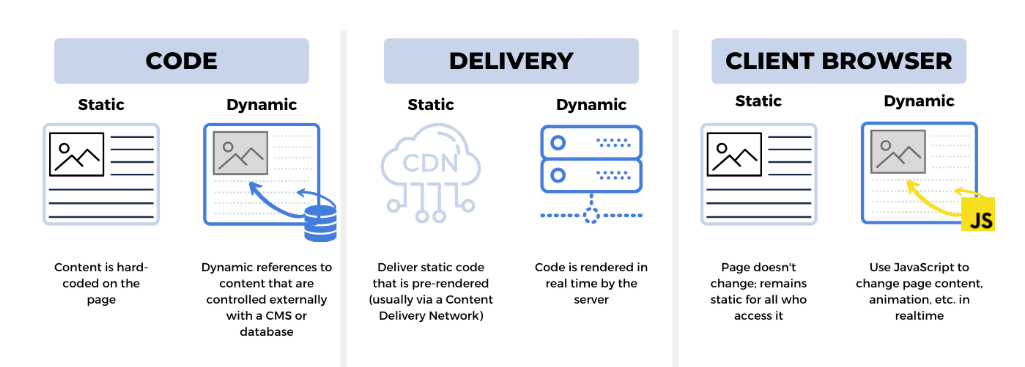 CODE
Static
Dynamic
Content is hard-
coded on the
page
Dynamic references to
content that are
controlled externally
with a CMS or
database
DELIVERY
Static
Dynamic
CDN
Deliver static code
that is pre-rendered
(usually via a Content
Delivery Network)
Code is rendered in
real time by the
server
CLIENT BROWSER
Static
Dynamic
JS
Page doesn't
change; remains
static for all who
access it
Use JavaScript to
change page content,
animation, etc. in
realtime